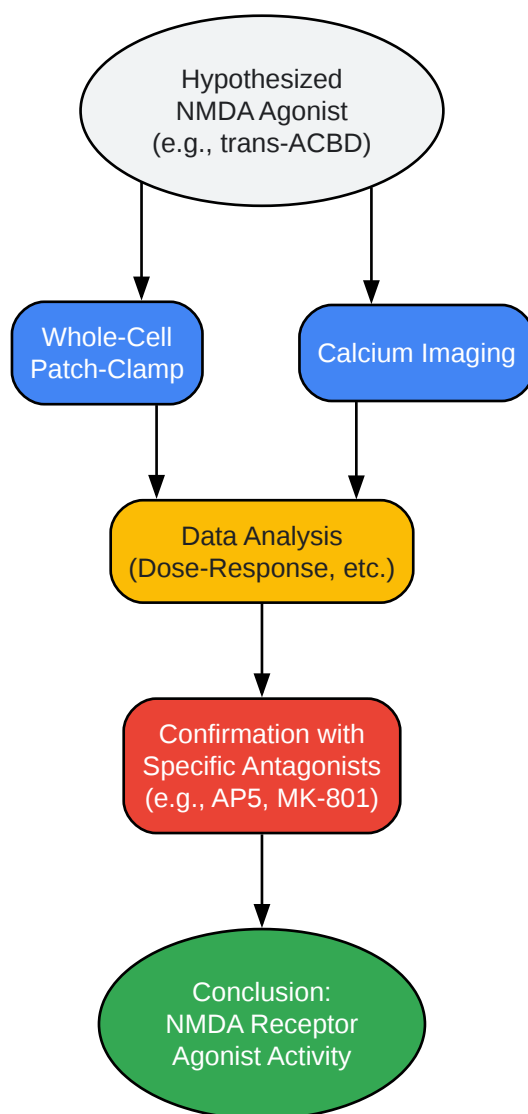 Hypothesized
NMDA Agonist
(e.g., trans-ACBD)
Whole-Cell
Patch-Clamp
Calcium Imaging
Data Analysis
(Dose-Response, etc.)
Confirmation with
Specific Antagonists
(e.g., AP5, MK-801)
Conclusion:
NMDA Receptor
Agonist Activity